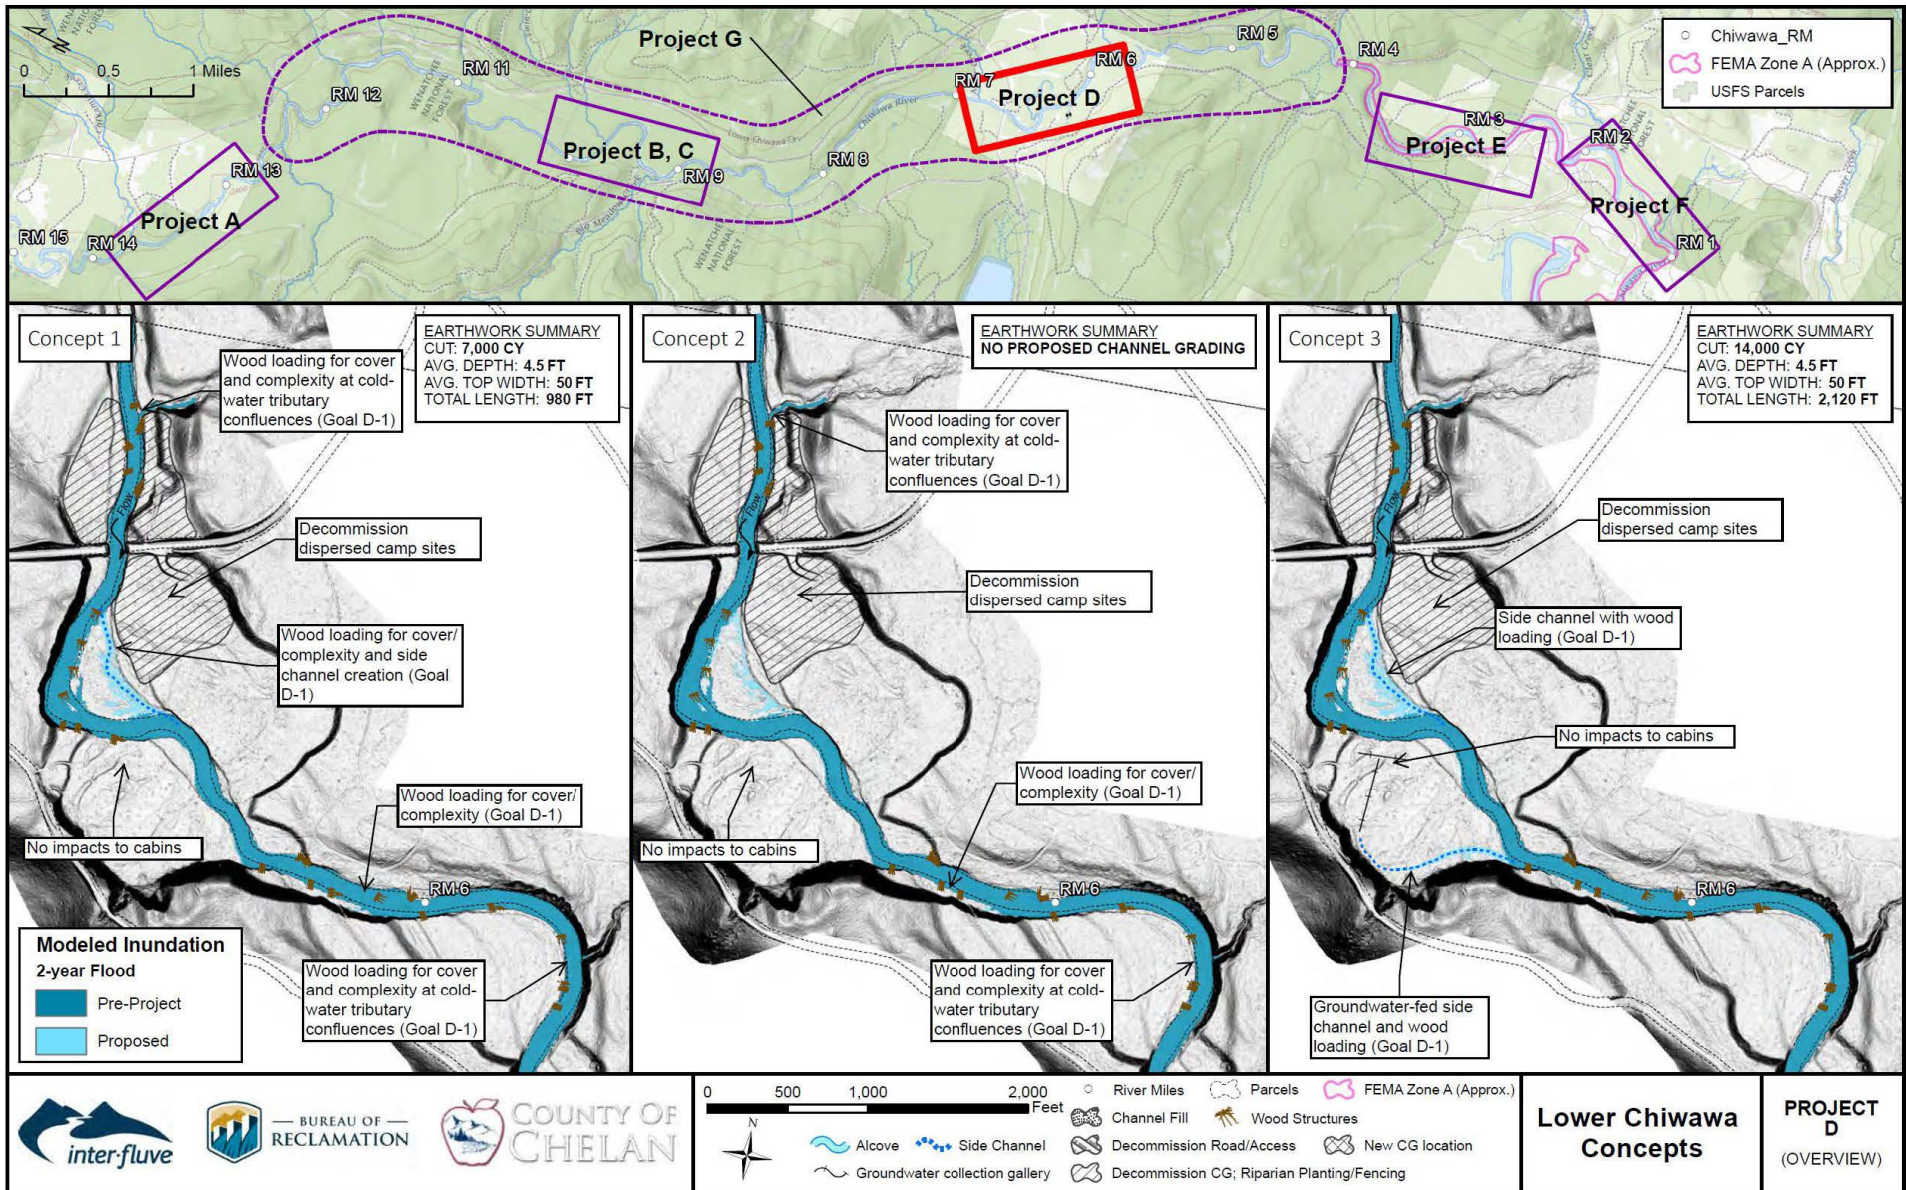 Project G
RM 5
RM 4
Chiwawa_RM
FEMA Zone A (Approx.)
USFS Parcels
0 0.5 1 Miles
RM 11
RM 12
RM 7
RM 6
Project D
Chiwawa River
WENATCHEE
NATIONAL
FOREST
Project B, C
RM 9
RM 8
RM 3
Project E
RM 2
Project F
RM 1
Beaver Creek
RM 13
Project A
RM 15
RM 14
WENATCHEE
NATIONAL
FOREST
Concept 1
EARTHWORK SUMMARY
CUT: 7,000 CY
AVG. DEPTH: 4.5 FT
AVG. TOP WIDTH: 50 FT
TOTAL LENGTH: 980 FT
Wood loading for cover
and complexity at cold-
water tributary
confluences (Goal D-1)
Flow
Decommission
dispersed camp sites
Wood loading for cover/
complexity and side
channel creation (Goal
D-1)
Wood loading for cover/
complexity (Goal D-1)
No impacts to cabins
RM 6
Wood loading for cover
and complexity at cold-
water tributary
confluences (Goal D-1)
Modeled Inundation
2-year Flood
Pre-Project
Proposed
Concept 2
EARTHWORK SUMMARY
NO PROPOSED CHANNEL GRADING
Wood loading for cover
and complexity at cold-
water tributary
confluences (Goal D-1)
Flow
Decommission
dispersed camp sites
Wood loading for cover/
complexity (Goal D-1)
No impacts to cabins
RM 6
Wood loading for cover
and complexity at cold-
water tributary
confluences (Goal D-1)
Concept 3
EARTHWORK SUMMARY
CUT: 14,000 CY
AVG. DEPTH: 4.5 FT
AVG. TOP WIDTH: 50 FT
TOTAL LENGTH: 2,120 FT
Flow
Decommission
dispersed camp sites
Side channel with wood
loading (Goal D-1)
No impacts to cabins
RM 6
Groundwater-fed side
channel and wood
loading (Goal D-1)
inter-fluve
BUREAU OF
RECLAMATION
COUNTY OF
CHELAN
0 500 1,000 2,000
Feet
N
River Miles
Parcels
FEMA Zone A (Approx.)
Channel Fill
Wood Structures
Alcove
Side Channel
Decommission Road/Access
New CG location
Groundwater collection gallery
Decommission CG; Riparian Planting/Fencing
Lower Chiwawa
Concepts
PROJECT
D
(OVERVIEW)